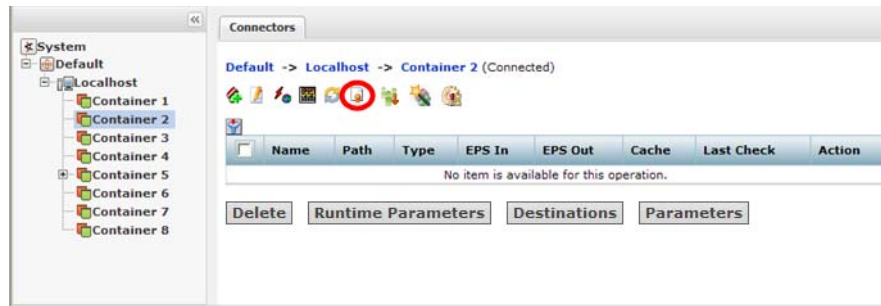 Connectors
System
Default
Localhost
Container 1
Container 2
Container 3
Container 4
Container 5
Container 6
Container 7
Container 8
Default -> Localhost -> Container 2 (Connected)
Name Path Type EPS In EPS Out Cache Last Check Action
No item is available for this operation.
Delete Runtime Parameters Destinations Parameters